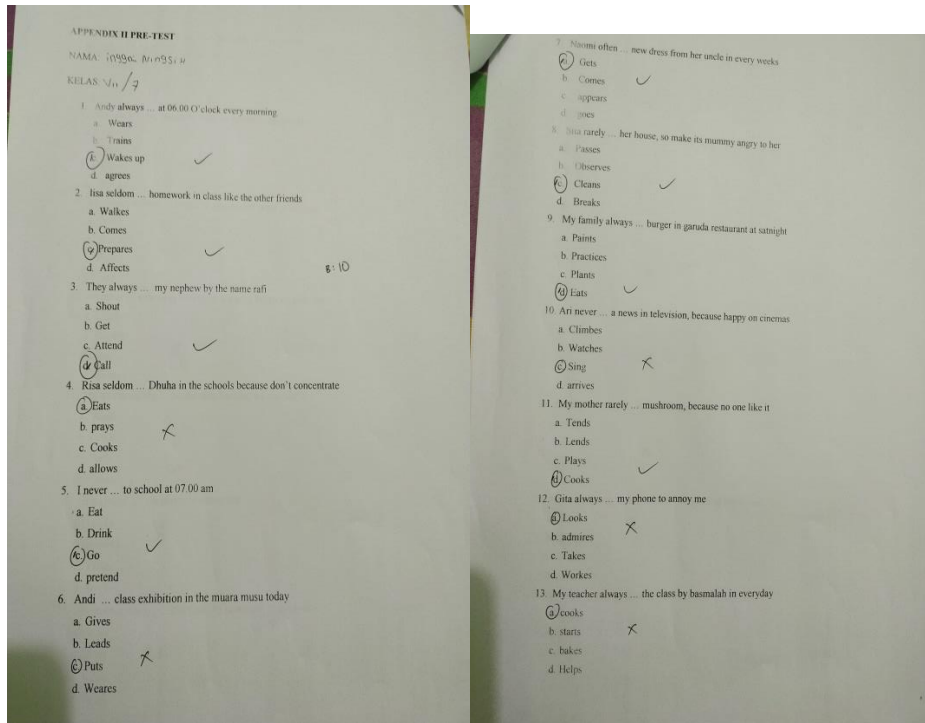 APPENDIX II PRE-TEST
NAMA: ingga Ningsih
KELAS: VII/7
1. Andy always ... at 06.00 O'clock every morning
a. Wears
b. Trains
c. Wakes up
d. agrees
2. lisa seldom ... homework in class like the other friends
a. Walkes
b. Comes
c. Prepares
d. Affects
8:10
3. They always ... my nephew by the name rafi
a. Shout
b. Get
c. Attend
d. Call
4. Risa seldom ... Dhuha in the schools because don't concentrate
a. Eats
b. prays
c. Cooks
d. allows
5. I never ... to school at 07.00 am
a. Eat
b. Drink
c. Go
d. pretend
6. Andi ... class exhibition in the muara musu today
a. Gives
b. Leads
c. Puts
d. Weares
7. Naomi often ... new dress from her uncle in every weeks
a. Gets
b. Comes
c. appears
d. goes
8. Sita rarely ... her house, so make its mummy angry to her
a. Passes
b. Observes
c. Cleans
d. Breaks
9. My family always ... burger in garuda restaurant at satnight
a. Paints
b. Practices
c. Plants
d. Eats
10. Ari never ... a news in television, because happy on cinemas
a. Climbes
b. Watches
c. Sing
d. arrives
11. My mother rarely ... mushroom, because no one like it
a. Tends
b. Lends
c. Plays
d. Cooks
12. Gita always ... my phone to annoy me
a. Looks
b. admires
c. Takes
d. Workes
13. My teacher always ... the class by basmalah in everyday
a. cooks
b. starts
c. bakes
d. Helps